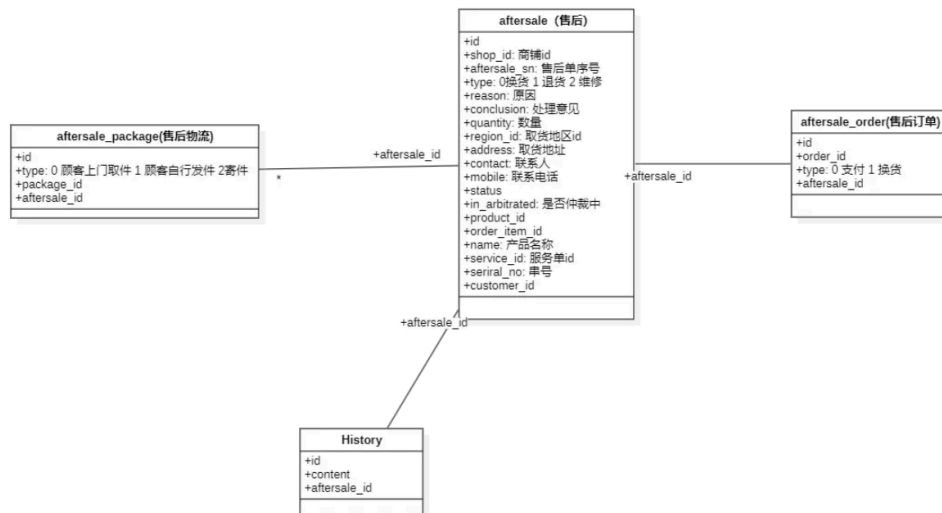 aftersale（售后）
+id
+shop_id: 商铺id
+aftersale_sn: 售后单序号
+type: 0换货 1 退货 2 维修
+reason: 原因
+conclusion: 处理意见
+quantity: 数量
+region_id: 取货地区id
+address: 取货地址
+contact: 联系人
+mobile: 联系电话
+status
+in_arbitrated: 是否仲裁中
+product_id
+order_item_id
+name: 产品名称
+service_id: 服务单id
+seriral_no: 串号
+customer_id
aftersale_package(售后物流)
+id
+type: 0 顾客上门取件 1 顾客自行发件 2寄件
+package_id
+aftersale_id
*
+aftersale_id
+aftersale_id
aftersale_order(售后订单)
+id
+order_id
+type: 0 支付 1 换货
+aftersale_id
+aftersale_id
History
+id
+content
+aftersale_id